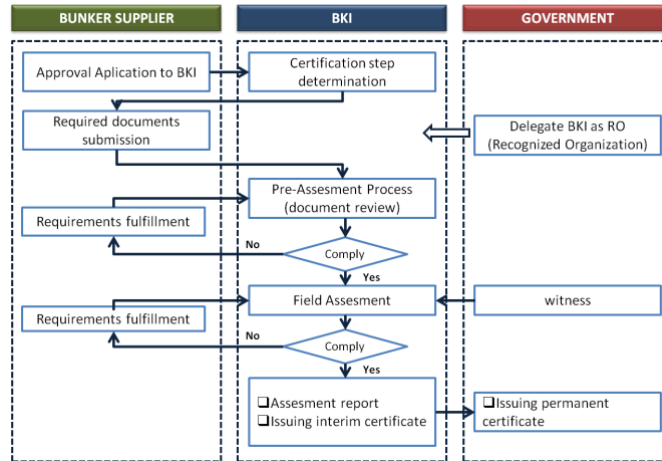 BUNKER SUPPLIER
BKI
GOVERNMENT
Approval Aplication to BKI
Certification step
determination
Required documents
submission
Delegate BKI as RO
(Recognized Organization)
Pre-Assesment Process
(document review)
Requirements fulfillment
No
Comply
Yes
Field Assesment
witness
Requirements fulfillment
No
Comply
Yes
❑Assesment report
❑Issuing interim certificate
❑Issuing permanent
certificate